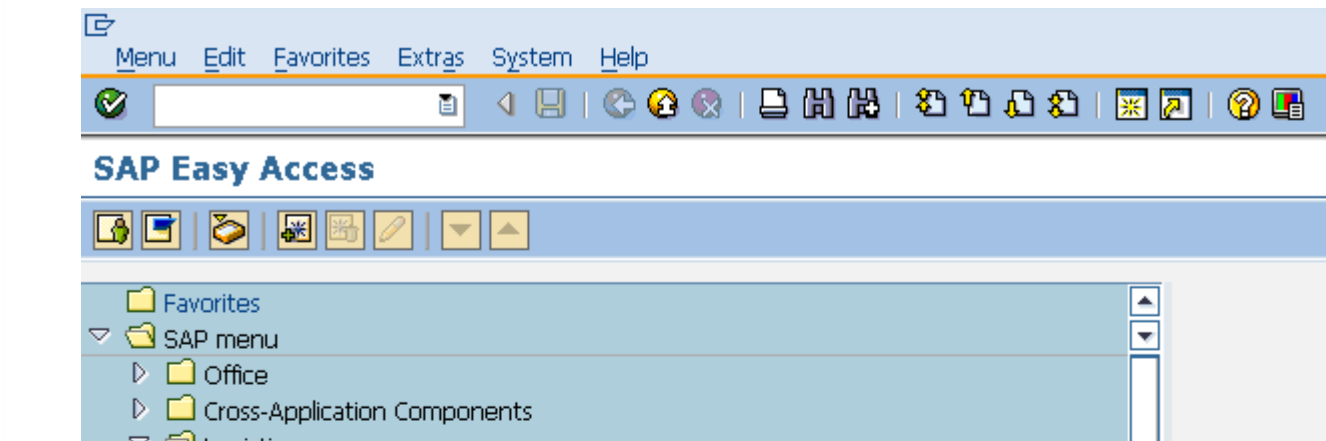 Menu Edit Favorites Extras System Help
SAP Easy Access
Favorites
SAP menu
Office
Cross-Application Components